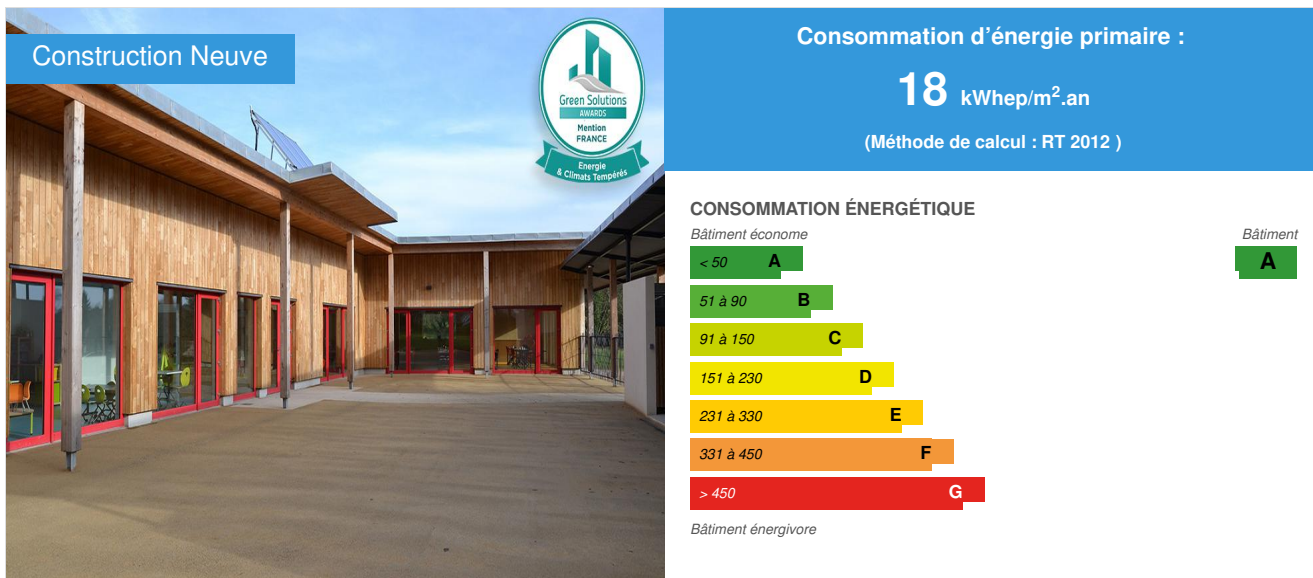 Construction Neuve
Green Solutions
AWARDS
Mention
FRANCE
Energie
& Climats Tempérés
Consommation d'énergie primaire :
18 kWhep/m².an
(Méthode de calcul : RT 2012 )
CONSOMMATION ÉNERGÉTIQUE
Bâtiment économe
Bâtiment
< 50 A
A
51 à 90 B
91 à 150 C
151 à 230 D
231 à 330 E
331 à 450 F
> 450 G
Bâtiment énergivore